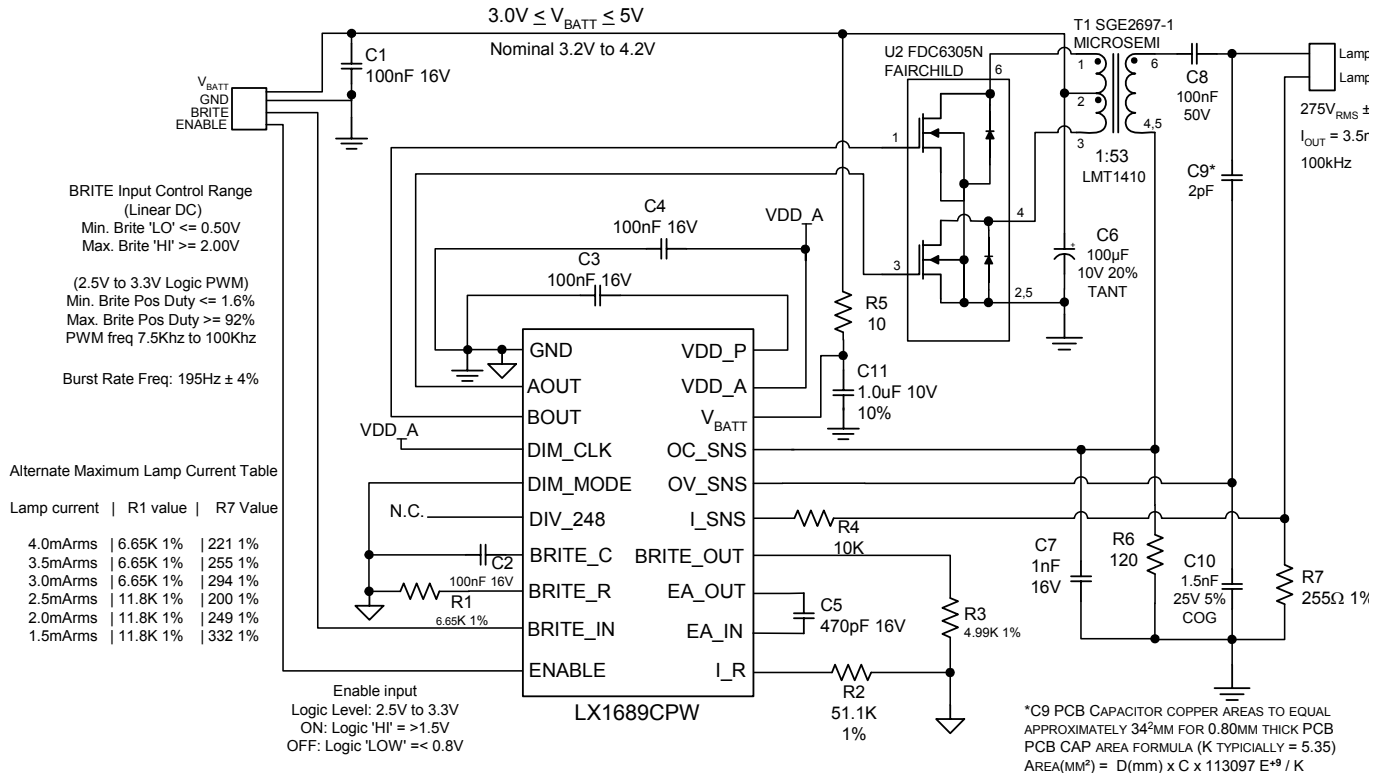 3.0V ≤ VBATT ≤ 5V
Nominal 3.2V to 4.2V
C1
100nF 16V
VBATT
GND
BRITE
ENABLE
U2 FDC6305N
FAIRCHILD
6
1
4
3
2,5
T1 SGE2697-1
MICROSEMI
1
2
3
6
4,5
1:53
LMT1410
C8
100nF
50V
C9*
2pF
275VRMS ±
100kHz
C6
+
100µF
10V 20%
TANT
BRITE Input Control Range
(Linear DC)
Min. Brite 'LO' <= 0.50V
Max. Brite 'HI' >= 2.00V
(2.5V to 3.3V Logic PWM)
Min. Brite Pos Duty <= 1.6%
Max. Brite Pos Duty >= 92%
PWM freq 7.5Khz to 100Khz
Burst Rate Freq: 195Hz ± 4%
C4
100nF 16V
C3
100nF 16V
VDD_A
R5
10
C11
1.0uF 10V
10%
VDD_A
N.C.
GND
AOUT
BOUT
DIM_CLK
DIM_MODE
DIV_248
BRITE_C
BRITE_R
BRITE_IN
ENABLE
VDD_P
VDD_A
VBATT
OC_SNS
OV_SNS
I_SNS
BRITE_OUT
EA_OUT
EA_IN
I_R
LX1689CPW
C2
100nF 16V
R1
6.65K 1%
R4
10K
C5
470pF 16V
R3
4.99K 1%
R2
51.1K
1%
C7
1nF
16V
R6
120
C10
1.5nF
25V 5%
COG
R7
255Ω 1%
Alternate Maximum Lamp Current Table
Lamp current | R1 value | R7 Value
4.0mArms | 6.65K 1% | 221 1%
3.5mArms | 6.65K 1% | 255 1%
3.0mArms | 6.65K 1% | 294 1%
2.5mArms | 11.8K 1% | 200 1%
2.0mArms | 11.8K 1% | 249 1%
1.5mArms | 11.8K 1% | 332 1%
Enable input
Logic Level: 2.5V to 3.3V
ON: Logic 'HI' =>1.5V
OFF: Logic 'LOW' =< 0.8V
*C9 PCB CAPACITOR COPPER AREAS TO EQUAL
APPROXIMATELY 34²MM FOR 0.80MM THICK PCB
PCB CAP AREA FORMULA (K TYPICIALLY = 5.35)
AREA(MM²) = D(mm) x C x 113097 E+9 / K